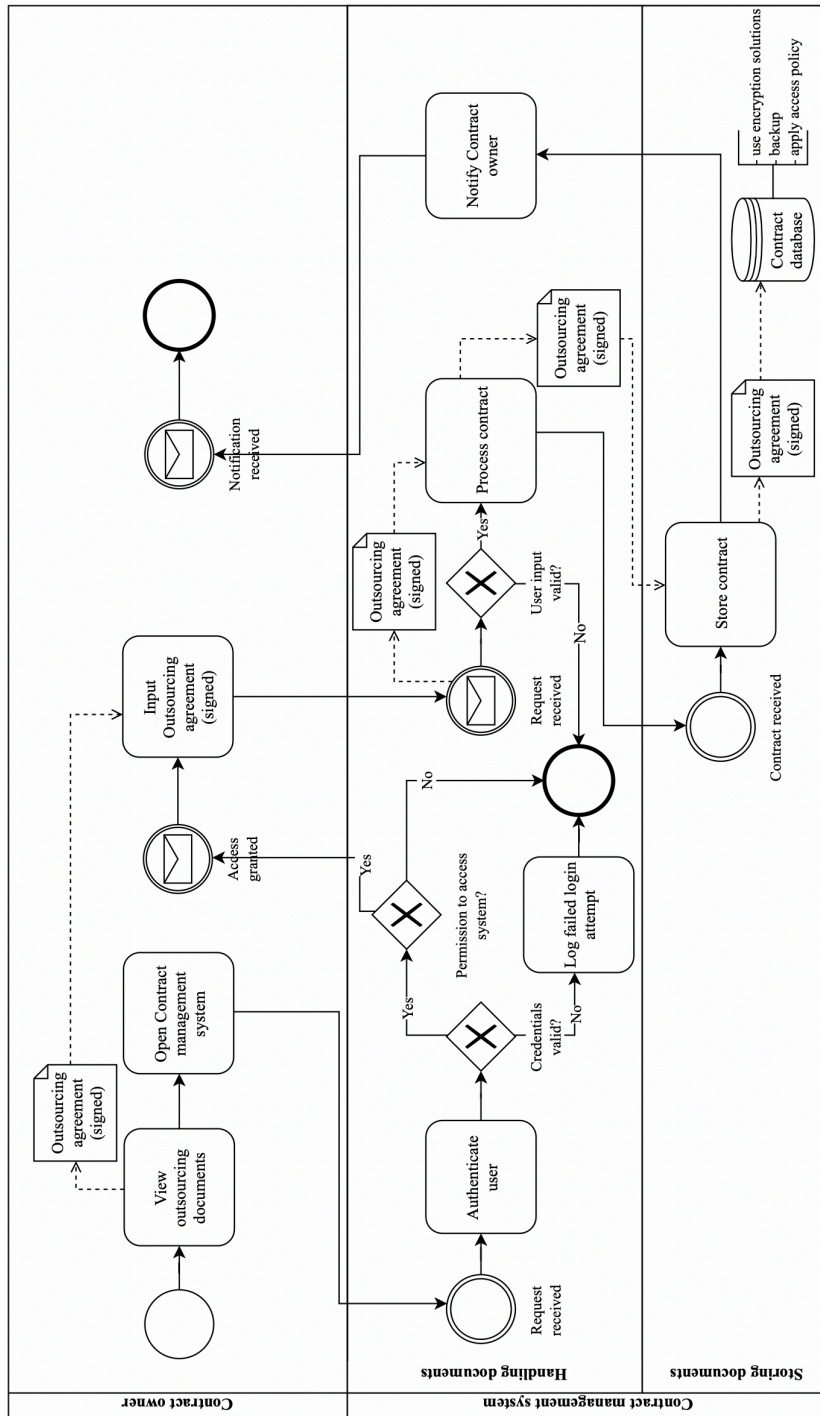 Contract owner
Contract management system
Handling documents
Storing documents
View
outsourcing
documents
Outsourcing
agreement
(signed)
Open Contract
management
system
Access
granted
Input
Outsourcing
agreement
(signed)
Notification
received
Request
received
Authenticate
user
Credentials
valid?
Yes
No
Permission to access
system?
Yes
No
Log failed login
attempt
Request
received
Outsourcing
agreement
(signed)
User input
valid?
Yes
No
Process contract
Outsourcing
agreement
(signed)
Notify Contract
owner
Contract received
Store contract
Outsourcing
agreement
(signed)
Contract
database
- use encryption solutions
- backup
- apply access policy